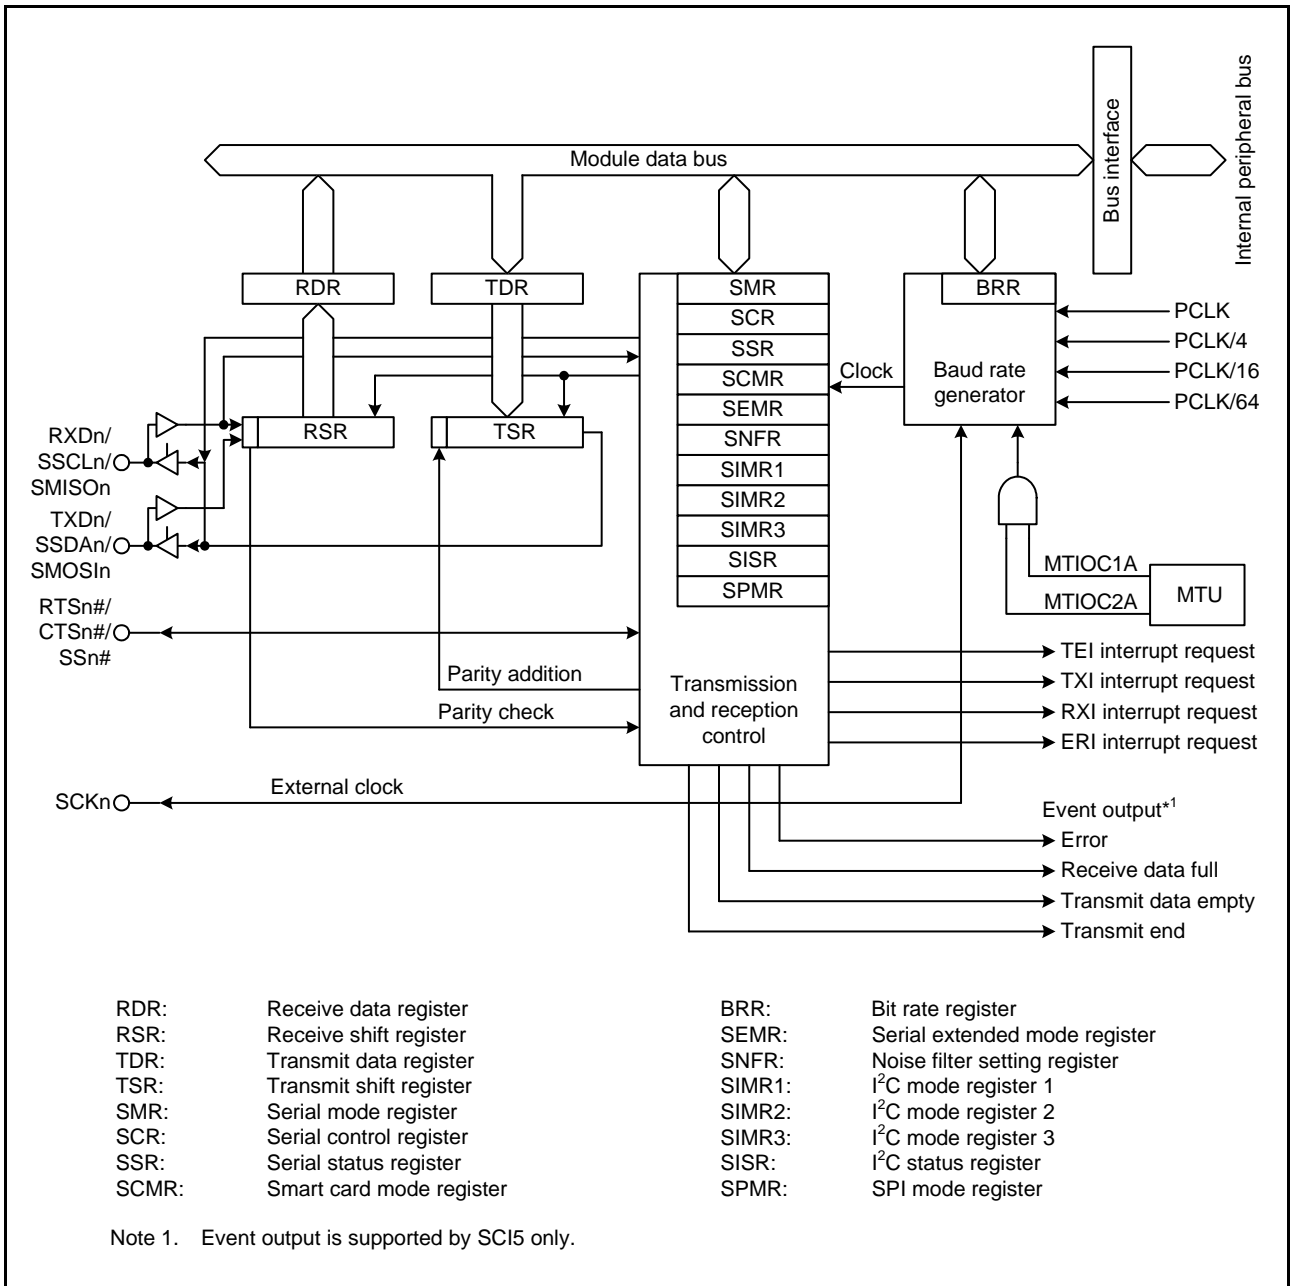 Module data bus
Bus interface
Internal peripheral bus
RDR
TDR
SMR
BRR
SCR
SSR
SCMR
SEMR
SNFR
SIMR1
SIMR2
SIMR3
SISR
SPMR
PCLK
PCLK/4
PCLK/16
PCLK/64
Clock
Baud rate
generator
RSR
TSR
RXDn/
SSCLn/
SMISOn
TXDn/
SSDAn/
SMOSIn
RTSn#/
CTSn#/
SSn#
MTIOC1A
MTIOC2A
MTU
Parity addition
Parity check
Transmission
and reception
control
TEI interrupt request
TXI interrupt request
RXI interrupt request
ERI interrupt request
SCKn
External clock
Event output*1
Error
Receive data full
Transmit data empty
Transmit end
RDR: Receive data register
RSR: Receive shift register
TDR: Transmit data register
TSR: Transmit shift register
SMR: Serial mode register
SCR: Serial control register
SSR: Serial status register
SCMR: Smart card mode register
BRR: Bit rate register
SEMR: Serial extended mode register
SNFR: Noise filter setting register
SIMR1: I²C mode register 1
SIMR2: I²C mode register 2
SIMR3: I²C mode register 3
SISR: I²C status register
SPMR: SPI mode register
Note 1. Event output is supported by SCI5 only.